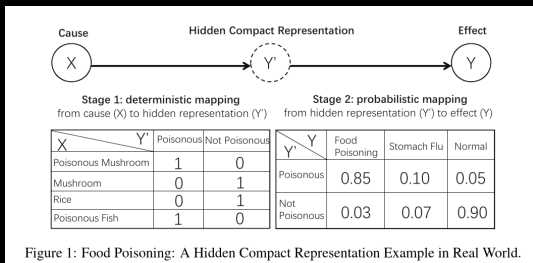 Cause Hidden Compact Representation Effect
X Y' Y
Stage 1: deterministic mapping Stage 2: probabilistic mapping
from cause (X) to hidden representation (Y') from hidden representation (Y') to effect (Y)
X Y' Poisonous Not Poisonous
Poisonous Mushroom 1 0
Mushroom 0 1
Rice 0 1
Poisonous Fish 1 0
Y' Y Food Poisoning Stomach Flu Normal
Poisonous 0.85 0.10 0.05
Not Poisonous 0.03 0.07 0.90
Figure 1: Food Poisoning: A Hidden Compact Representation Example in Real World.